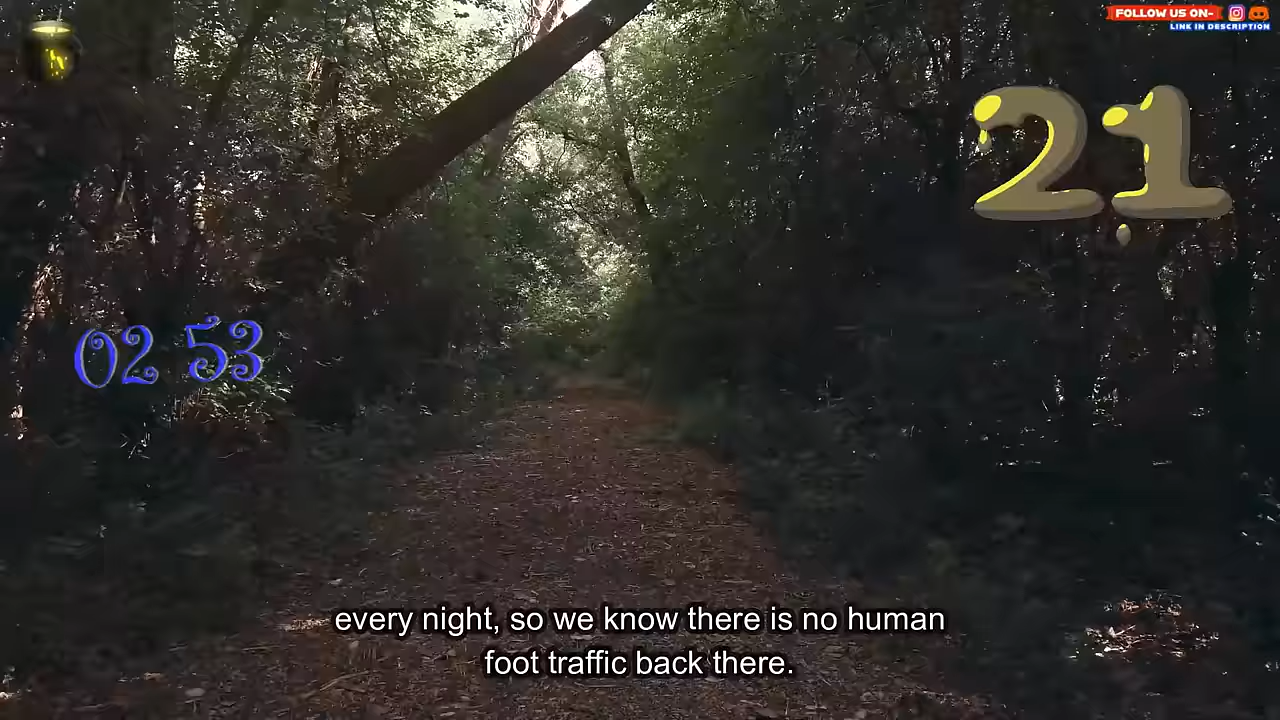 FOLLOW US ON-
LINK IN DESCRIPTION
21
02 53
every night, so we know there is no human
foot traffic back there.